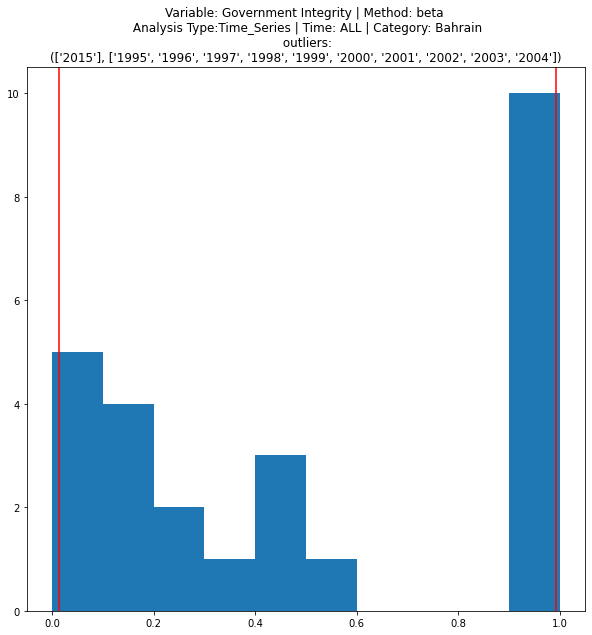 Variable: Government Integrity | Method: beta
Analysis Type:Time_Series | Time: ALL | Category: Bahrain
outliers:
(['2015'], ['1995', '1996', '1997', '1998', '1999', '2000', '2001', '2002', '2003', '2004'])
10
8
6
4
2
0
0.0 0.2 0.4 0.6 0.8 1.0